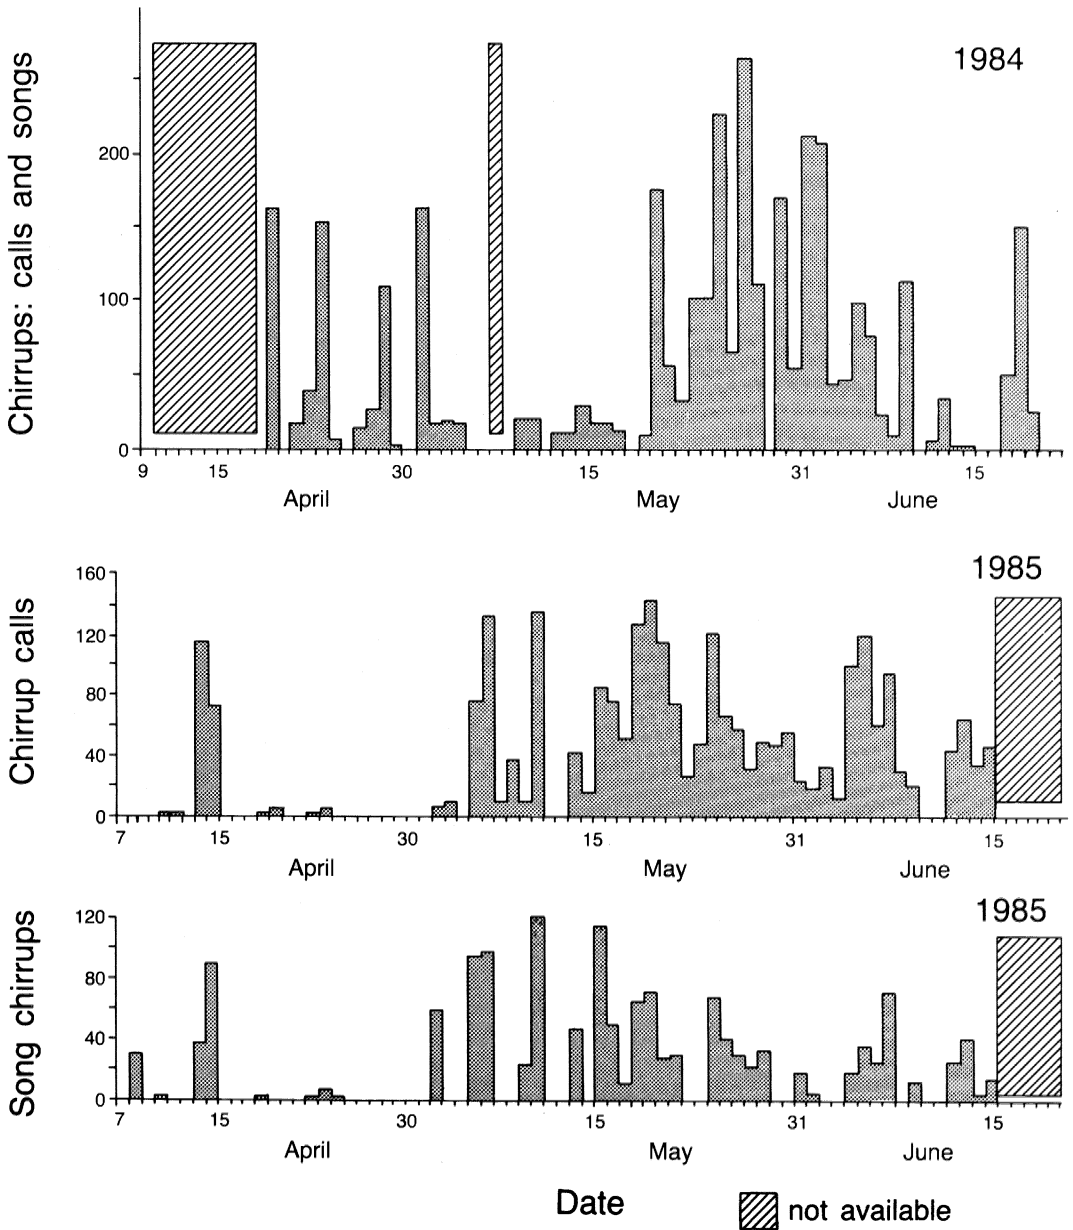 1984
Chirrups: calls and songs
200
100
0
9 15 30 15 31 15
April May June
1985
Chirrup calls
160
120
80
40
0
7 15 30 15 31 15
April May June
1985
Song chirrups
120
80
40
0
7 15 30 15 31 15
April May June
Date
not available